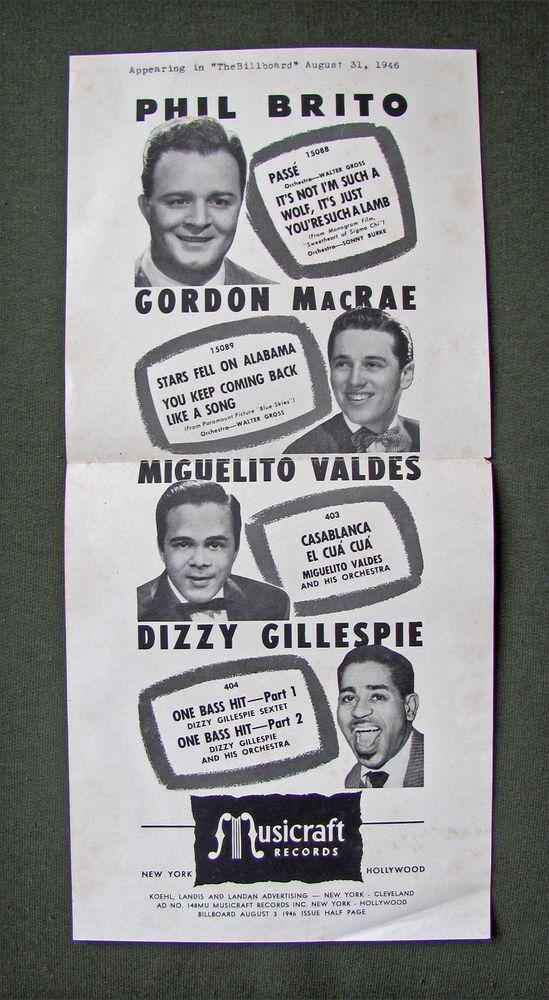 Appearing in "TheBillboard" August 31, 1946
PHIL BRITO
15088
PASSÉ
Orchestra—WALTER GROSS
IT'S NOT I'M SUCH A
WOLF, IT'S JUST
YOU'RE SUCH A LAMB
(From Monogram Film,
"Sweetheart of Sigma Chi")
Orchestra—SONNY BURKE
GORDON MACRAE
15089
STARS FELL ON ALABAMA
YOU KEEP COMING BACK
LIKE A SONG
(From Paramount Picture "Blue Skies")
Orchestra—WALTER GROSS
MIGUELITO VALDES
403
CASABLANCA
EL CUÁ CUÁ
MIGUELITO VALDES
AND HIS ORCHESTRA
DIZZY GILLESPIE
404
ONE BASS HIT—Part 1
DIZZY GILLESPIE SEXTET
ONE BASS HIT—Part 2
DIZZY GILLESPIE
AND HIS ORCHESTRA
Musicraft
RECORDS
NEW YORK HOLLYWOOD
KOEHL, LANDIS AND LANDAN ADVERTISING — NEW YORK - CLEVELAND
AD NO. 148MU MUSICRAFT RECORDS INC. NEW YORK - HOLLYWOOD
BILLBOARD AUGUST 3 1946 ISSUE HALF PAGE